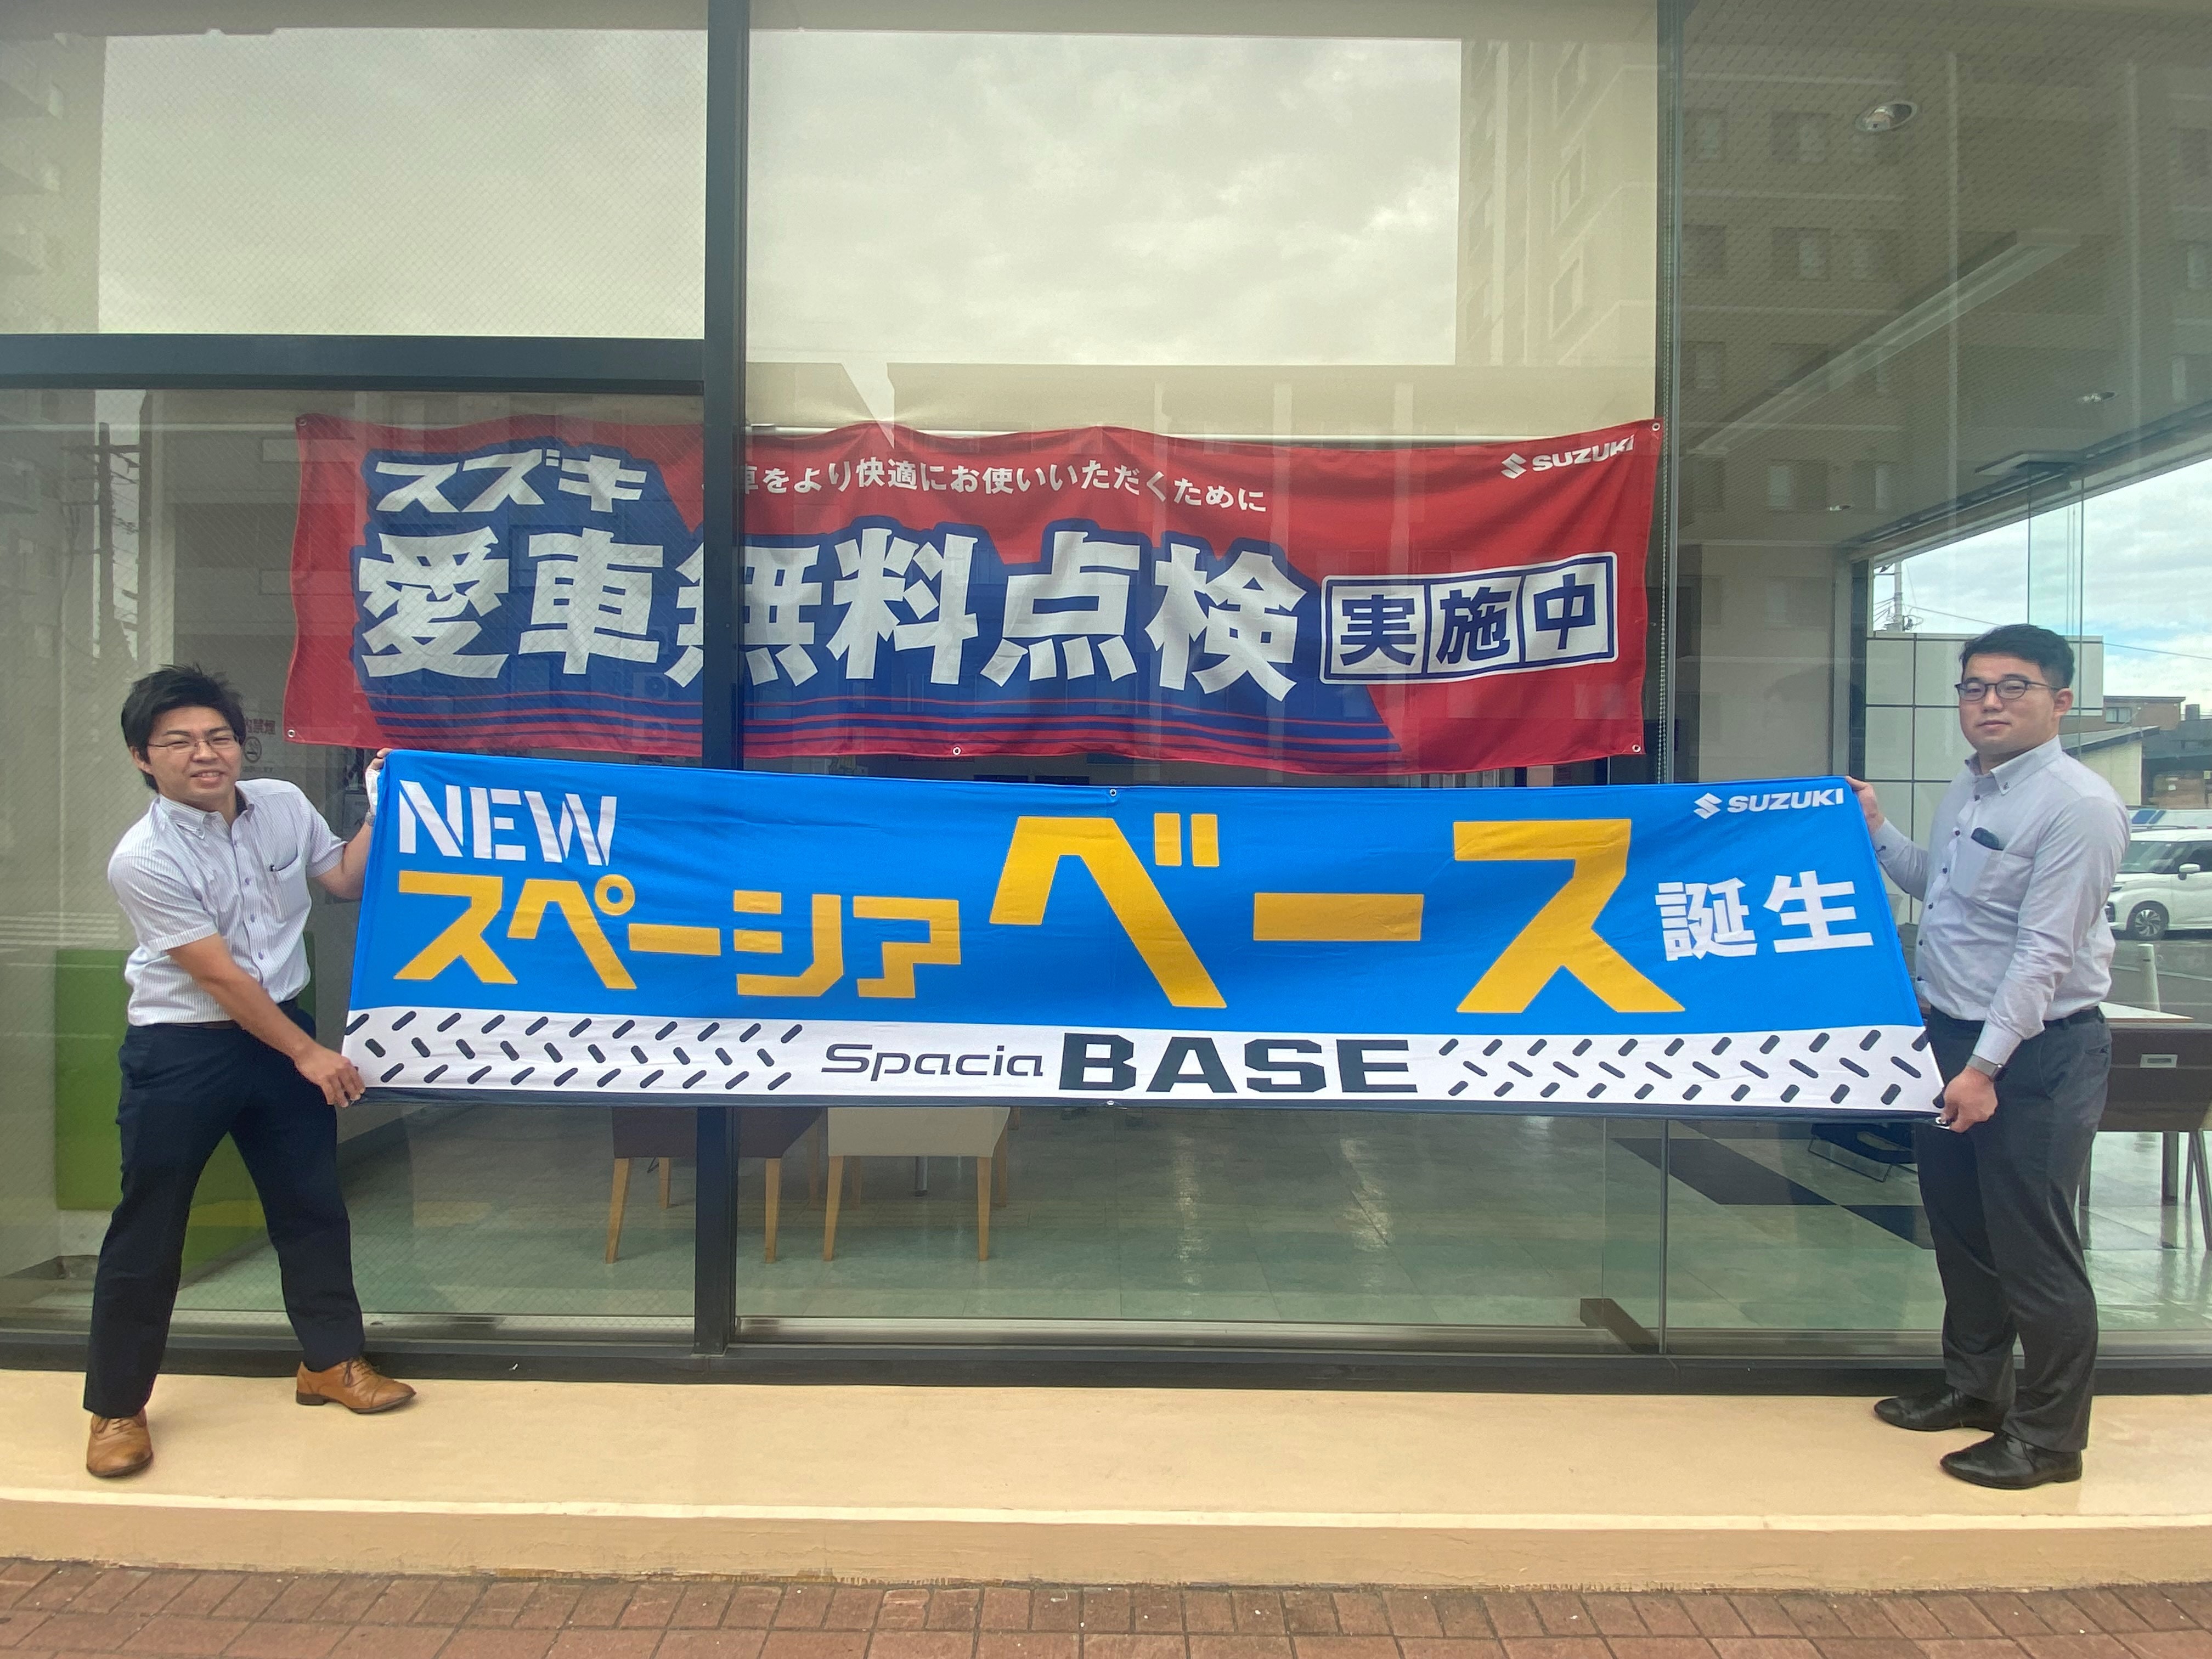 スズキ
車をより快適にお使いいただくために
SUZUKI
愛車無料点検
実施中
NEW
スペーシア ベース 誕生
SUZUKI
Spacia BASE